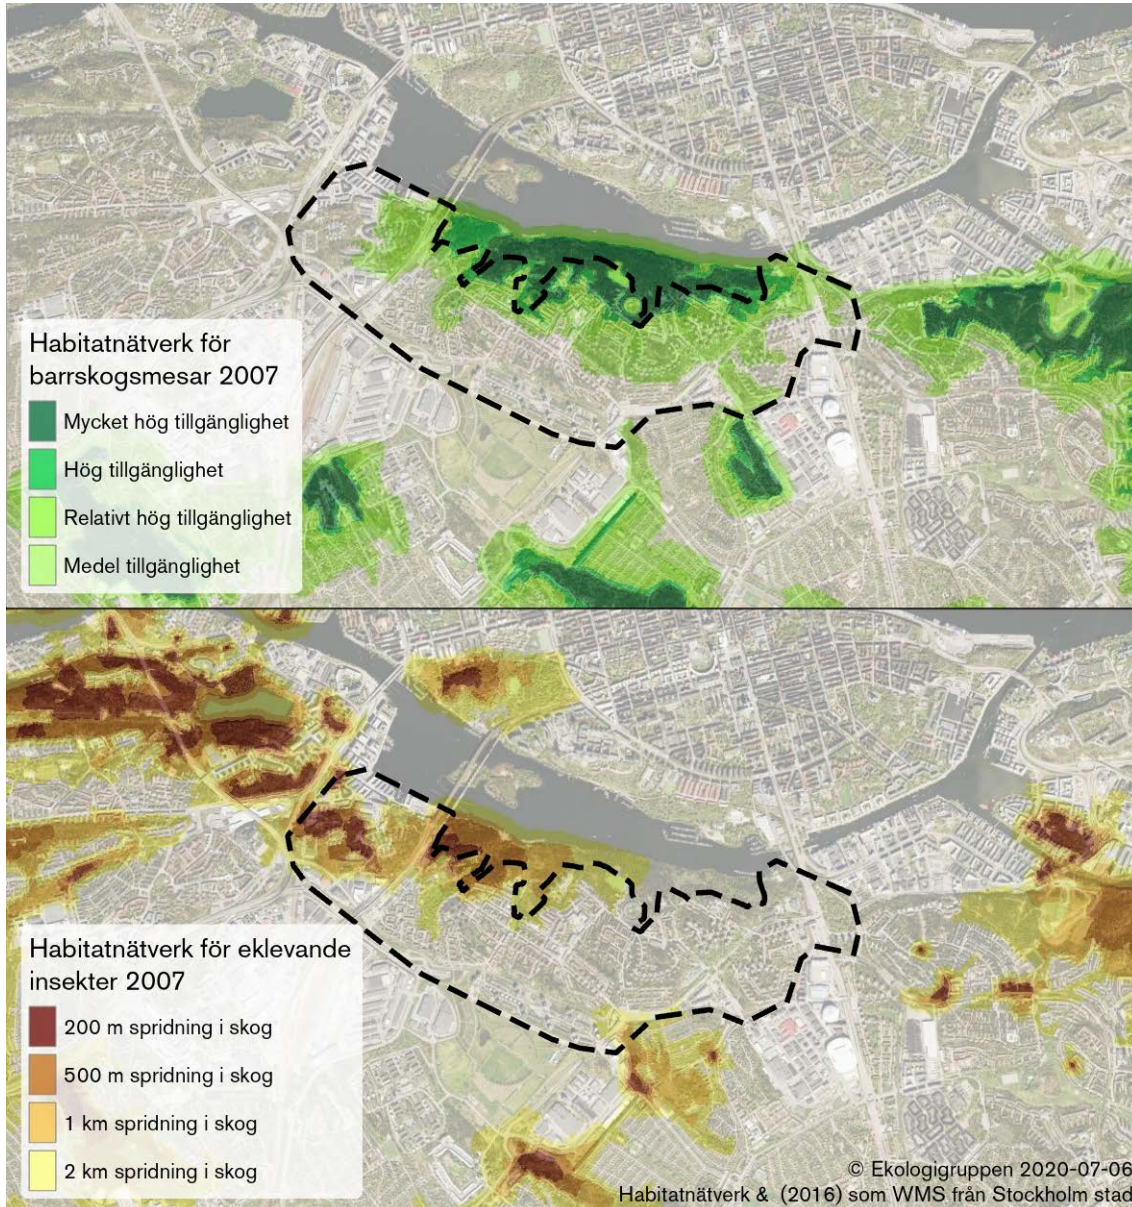 Habitatnätverk för
barrskogsmesar 2007
Mycket hög tillgänglighet
Hög tillgänglighet
Relativt hög tillgänglighet
Medel tillgänglighet
Habitatnätverk för eklevande
insekter 2007
200 m spridning i skog
500 m spridning i skog
1 km spridning i skog
2 km spridning i skog
© Ekologigruppen 2020-07-06
Habitatnätverk & (2016) som WMS från Stockholm stad